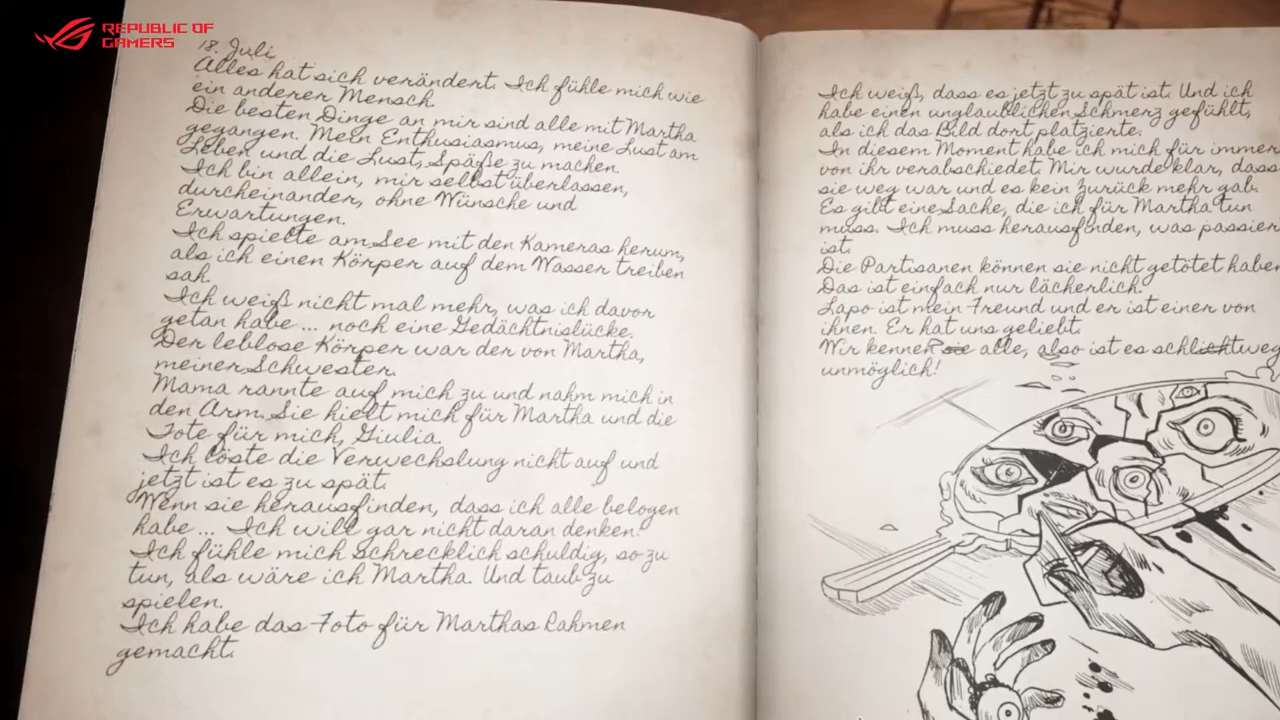 REPUBLIC OF
GAMERS
18. Juli
Alles hat sich verändert. Ich fühle mich wie
ein anderer Mensch.
Die besten Dinge an mir sind alle mit Martha
gegangen. Mein Enthusiasmus, meine Lust am
Leben und die Lust, Späße zu machen.
Ich bin allein, mir selbst überlassen,
durcheinander, ohne Wünsche und
Erwartungen.
Ich spielte am See mit den Kameras herum,
als ich einen Körper auf dem Wasser treiben
sah.
Ich weiß nicht mal mehr, was ich davor
getan habe ... noch eine Gedächtnislücke.
Der leblose Körper war der von Martha,
meiner Schwester.
Mama rannte auf mich zu und nahm mich in
den Arm. Sie hielt mich für Martha und die
Tote für mich, Giulia.
Ich löste die Verwechslung nicht auf und
jetzt ist es zu spät.
Wenn sie herausfinden, dass ich alle belogen
habe ... Ich will gar nicht daran denken!
Ich fühle mich schrecklich schuldig, so zu
tun, als wäre ich Martha. Und taub zu
spielen.
Ich habe das Foto für Marthas Rahmen
gemacht.
Ich weiß, dass es jetzt zu spät ist. Und ich
habe einen unglaublichen Schmerz gefühlt,
als ich das Bild dort platzierte.
In diesem Moment habe ich mich für immer
von ihr verabschiedet. Mir wurde klar, dass
sie weg war und es kein Zurück mehr gab.
Es gibt eine Sache, die ich für Martha tun
muss. Ich muss herausfinden, was passier
ist.
Die Partisanen können sie nicht getötet haben
Das ist einfach nur lächerlich.
Lapo ist mein Freund und er ist einer von
ihnen. Er hat uns geliebt.
Wir kennen sie alle, also ist es schlichtweg
unmöglich!